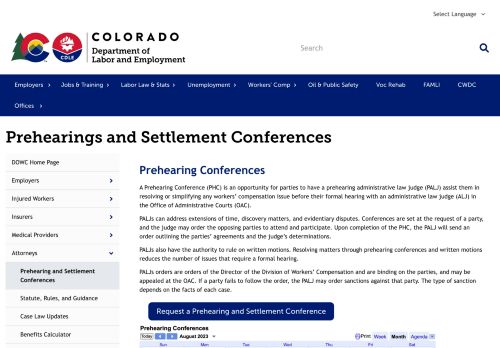 Select Language
COLORADO
Department of
Labor and Employment
CDLE
Search
Employers
Jobs & Training
Labor Law & Stats
Unemployment
Workers' Comp
Oil & Public Safety
Voc Rehab
FAMLI
CWDC
Offices
Prehearings and Settlement Conferences
DOWC Home Page
Employers
Injured Workers
Insurers
Medical Providers
Attorneys
Prehearing and Settlement
Conferences
Statute, Rules, and Guidance
Case Law Updates
Benefits Calculator
Prehearing Conferences
A Prehearing Conference (PHC) is an opportunity for parties to have a prehearing administrative law judge (PALJ) assist them in
resolving or simplifying any workers' compensation issue before their formal hearing with an administrative law judge (ALJ) in
the Office of Administrative Courts (OAC).
PALJs can address extensions of time, discovery matters, and evidentiary disputes. Conferences are set at the request of a party,
and the judge may order the opposing parties to attend and participate. Upon completion of the PHC, the PALJ will send an
order outlining the parties' agreements and the judge's determinations.
PALJs also have the authority to rule on written motions. Resolving matters through prehearing conferences and written motions
reduces the number of issues that require a formal hearing.
PALJs orders are orders of the Director of the Division of Workers' Compensation and are binding on the parties, and may be
appealed at the OAC. If a party fails to follow the order, the PALJ may order sanctions against that party. The type of sanction
depends on the facts of each case.
Request a Prehearing and Settlement Conference
Prehearing Conferences
Today
August 2023
Print
Week
Month
Agenda
Sun
Mon
Tue
Wed
Thu
Fri
Sat